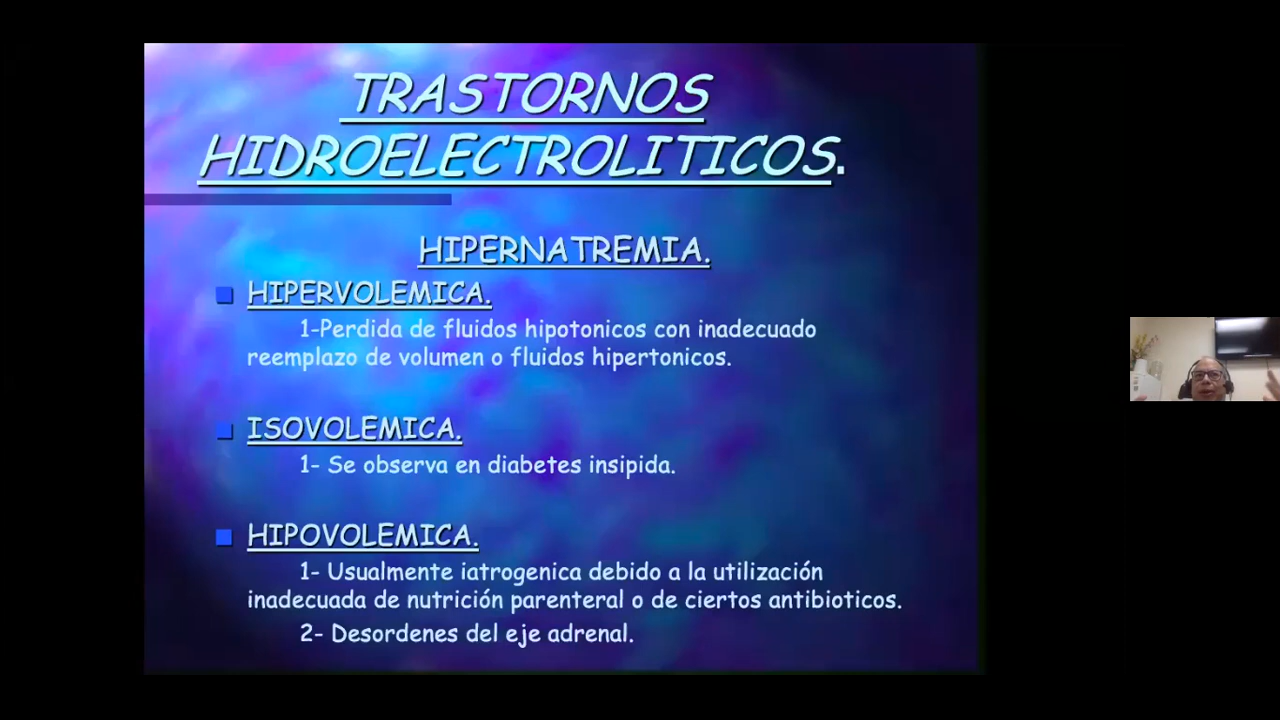 TRASTORNOS
HIDROELECTROLITICOS.
HIPERNATREMIA.
HIPERVOLEMICA.
1-Perdida de fluidos hipotonicos con inadecuado
reemplazo de volumen o fluidos hipertonicos.
ISOVOLEMICA.
1- Se observa en diabetes insipida.
HIPOVOLEMICA.
1- Usualmente iatrogenica debido a la utilización
inadecuada de nutrición parenteral o de ciertos antibioticos.
2- Desordenes del eje adrenal.